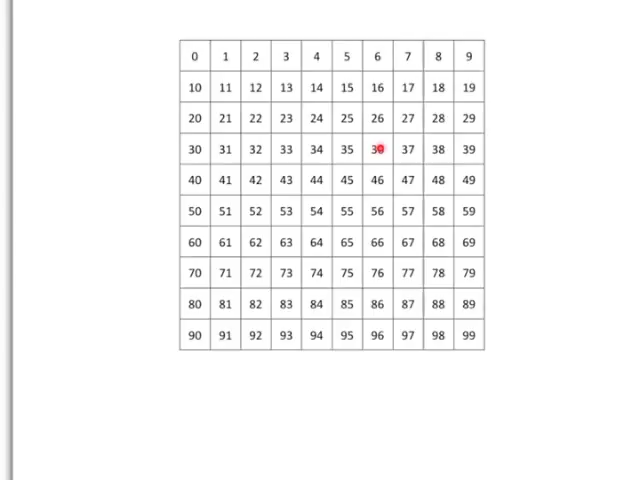 0 1 2 3 4 5 6 7 8 9
10 11 12 13 14 15 16 17 18 19
20 21 22 23 24 25 26 27 28 29
30 31 32 33 34 35 37 38 39
40 41 42 43 44 45 46 47 48 49
50 51 52 53 54 55 56 57 58 59
60 61 62 63 64 65 66 67 68 69
70 71 72 73 74 75 76 77 78 79
80 81 82 83 84 85 86 87 88 89
90 91 92 93 94 95 96 97 98 99